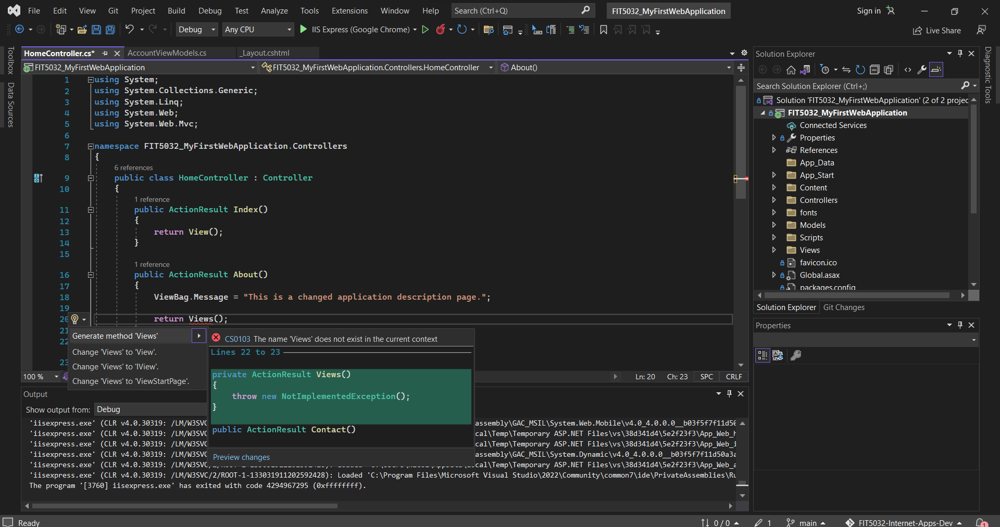 File Edit View Git Project Build Debug Test Analyze Tools Extensions Window Help Search (Ctrl+Q) FIT5032_MyFirstWebApplication Sign in
Debug Any CPU IIS Express (Google Chrome) Live Share
Toolbox
Data Sources
HomeController.cs* AccountViewModels.cs _Layout.cshtml
FIT5032_MyFirstWebApplication FIT5032_MyFirstWebApplication.Controllers.HomeController About()
1 using System;
2 using System.Collections.Generic;
3 using System.Linq;
4 using System.Web;
5 using System.Web.Mvc;
6
7 namespace FIT5032_MyFirstWebApplication.Controllers
8 {
6 references
9 public class HomeController : Controller
10 {
1 reference
11 public ActionResult Index()
12 {
13 return View();
14 }
15
1 reference
16 public ActionResult About()
17 {
18 ViewBag.Message = "This is a changed application description page.";
19
20 return Views();
21
22
23
Generate method 'Views'
Change 'Views' to 'View'.
Change 'Views' to 'IView'.
Change 'Views' to 'ViewStartPage'.
CS0103 The name 'Views' does not exist in the current context
Lines 22 to 23
private ActionResult Views()
{
throw new NotImplementedException();
}
public ActionResult Contact()
Preview changes
100 % Ln: 20 Ch: 23 SPC CRLF
Output
Show output from: Debug
'iisexpress.exe' (CLR v4.0.30319: /LM/W3SVC assembly\GAC_MSIL\System.Web.Mobile\v4.0_4.0.0.0__b03f5f7f11d50
'iisexpress.exe' (CLR v4.0.30319: /LM/W3SVC cal\Temp\Temporary ASP.NET Files\vs\38d341d4\5e2f23f3\App_Web_h
'iisexpress.exe' (CLR v4.0.30319: /LM/W3SVC cal\Temp\Temporary ASP.NET Files\vs\38d341d4\5e2f23f3\App_Web_i
'iisexpress.exe' (CLR v4.0.30319: /LM/W3SVC assembly\GAC_MSIL\System.Dynamic\v4.0_4.0.0.0__b03f5f7f11d50a3a
'iisexpress.exe' (CLR v4.0.30319: /LM/W3SVC cal\Temp\Temporary ASP.NET Files\vs\38d341d4\5e2f23f3\App_Web_a
'iisexpress.exe' (CLR v4.0.30319: /LM/W3SVC/2/ROOT-1-133031911202592428): Loaded 'C:\Program Files\Microsoft Visual Studio\2022\Community\common7\ide\PrivateAssemblies\Ru
The program '[3760] iisexpress.exe' has exited with code 4294967295 (0xffffffff).
Solution Explorer
Search Solution Explorer (Ctrl+;)
Solution 'FIT5032_MyFirstWebApplication' (2 of 2 projec
FIT5032_MyFirstWebApplication
Connected Services
Properties
References
App_Data
App_Start
Content
Controllers
fonts
Models
Scripts
Views
favicon.ico
Global.asax
packages.config
Solution Explorer Git Changes
Properties
Diagnostic Tools
Ready 0 / 0 1 main FIT5032-Internet-Apps-Dev 1